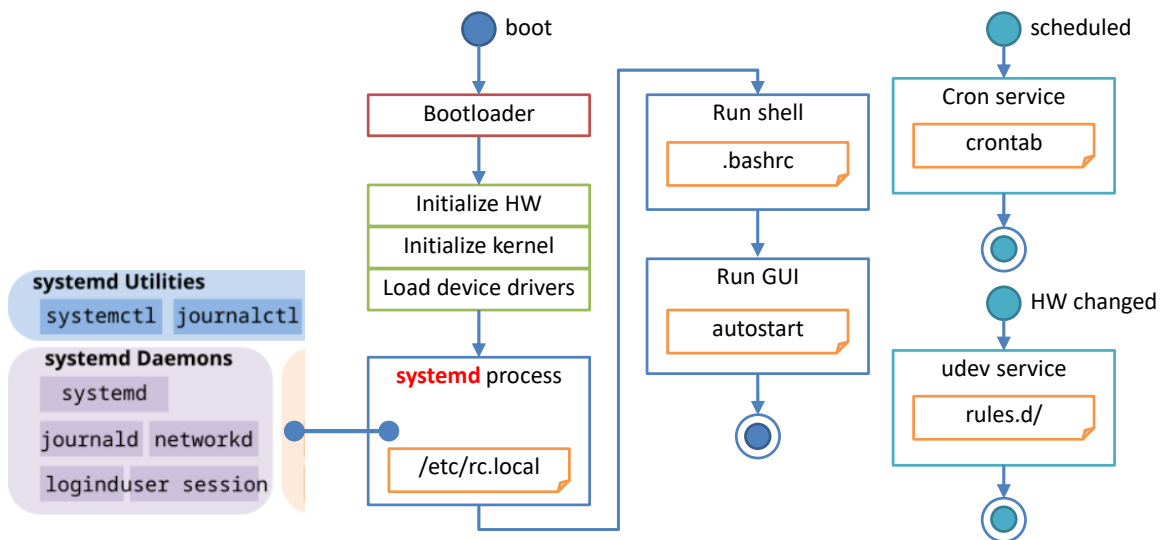 boot
Bootloader
Initialize HW
Initialize kernel
Load device drivers
systemd Utilities
systemctl journalctl
systemd Daemons
systemd
journald networkd
loginduser session
systemd process
/etc/rc.local
Run shell
.bashrc
Run GUI
autostart
scheduled
Cron service
crontab
HW changed
udev service
rules.d/